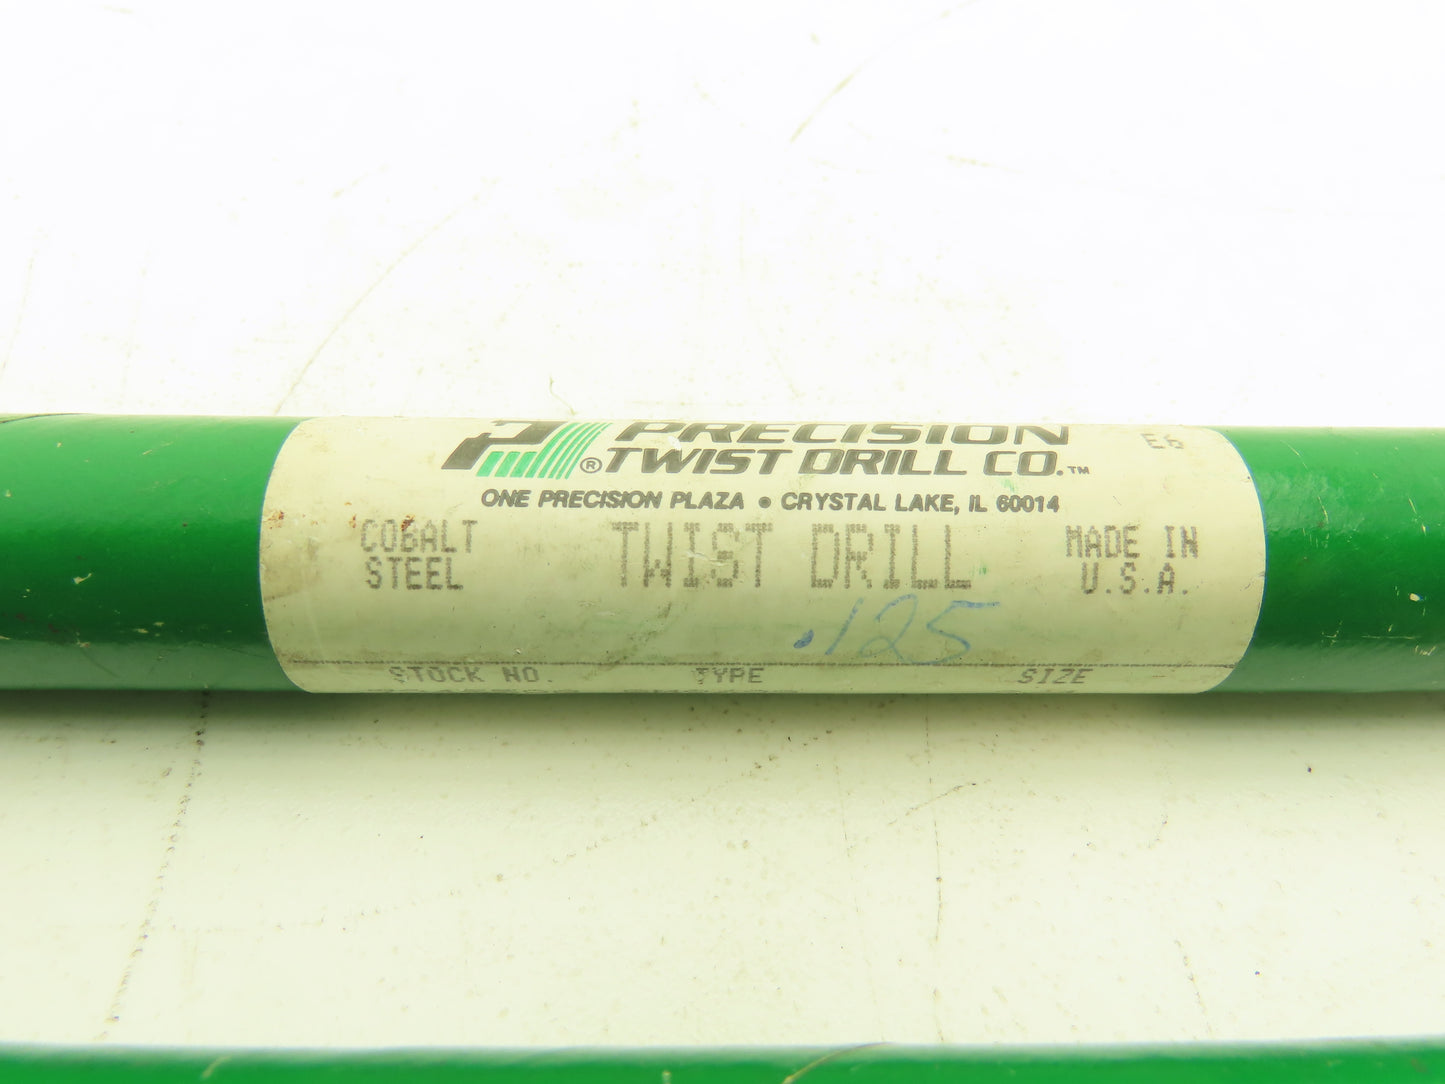 PRECISION
® TWIST DRILL CO.™
E6
ONE PRECISION PLAZA • CRYSTAL LAKE, IL 60014
COBALT STEEL
TWIST DRILL
MADE IN U.S.A.
.125
STOCK NO. TYPE SIZE